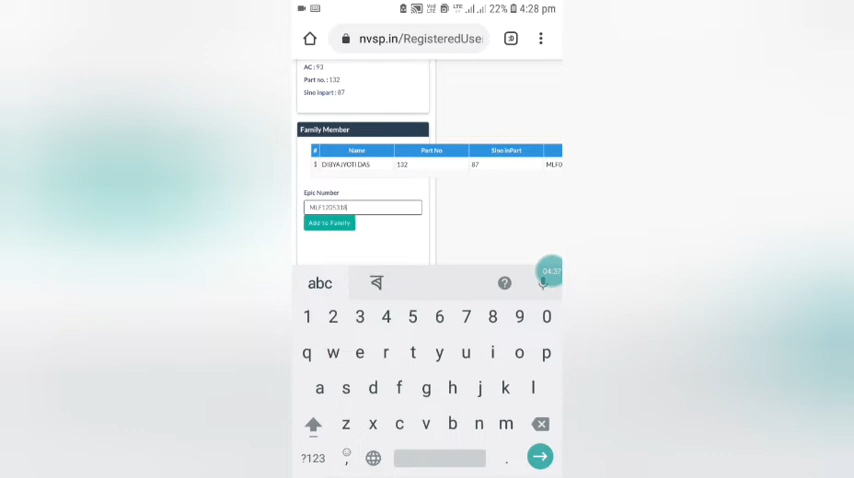 22% 4:28 pm
nvsp.in/RegisteredUse
AC : 93
Part no. : 132
Slno inpart : 87
Family Member
# Name Part No Slno inPart
1 DIBYAJYOTI DAS 132 87 MLF0
Epic Number
MLF1205318
Add to Family
04:37
abc ৰ
1 2 3 4 5 6 7 8 9 0
q w e r t y u i o p
a s d f g h j k l
z x c v b n m
?123 , .